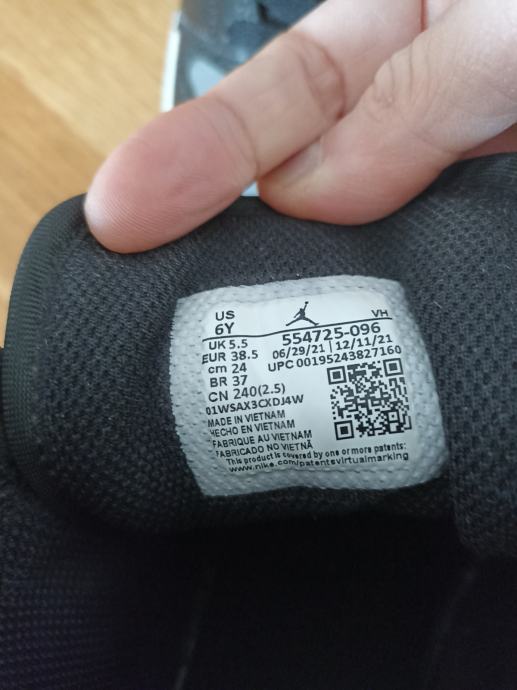 US
6Y
VH
UK 5.5
554725-096
EUR 38.5
06/29/21 | 12/11/21
cm 24
UPC 00195243827160
BR 37
CN 240(2.5)
01WSAX3CXDJ4W
MADE IN VIETNAM
HECHO EN VIETNAM
FABRIQUE AU VIETNAM
FABRICADO NO VIETNÃ
This product is covered by one or more patents:
www.nike.com/patentsvirtualmarking